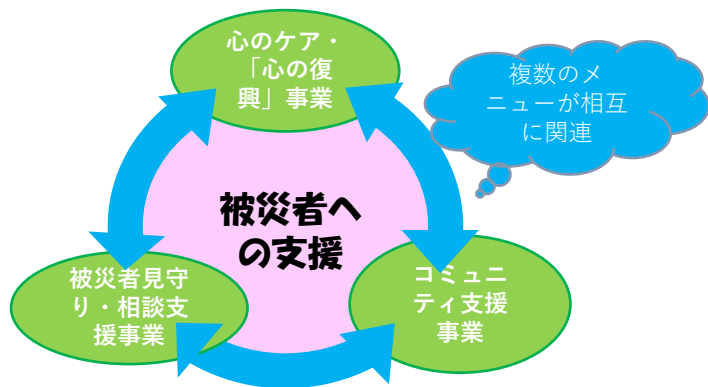 心のケア・
「心の復
興」事業
複数のメ
ニューが相互
に関連
被災者へ
の支援
被災者見守
り・相談支
援事業
コミュニ
ティ支援
事業